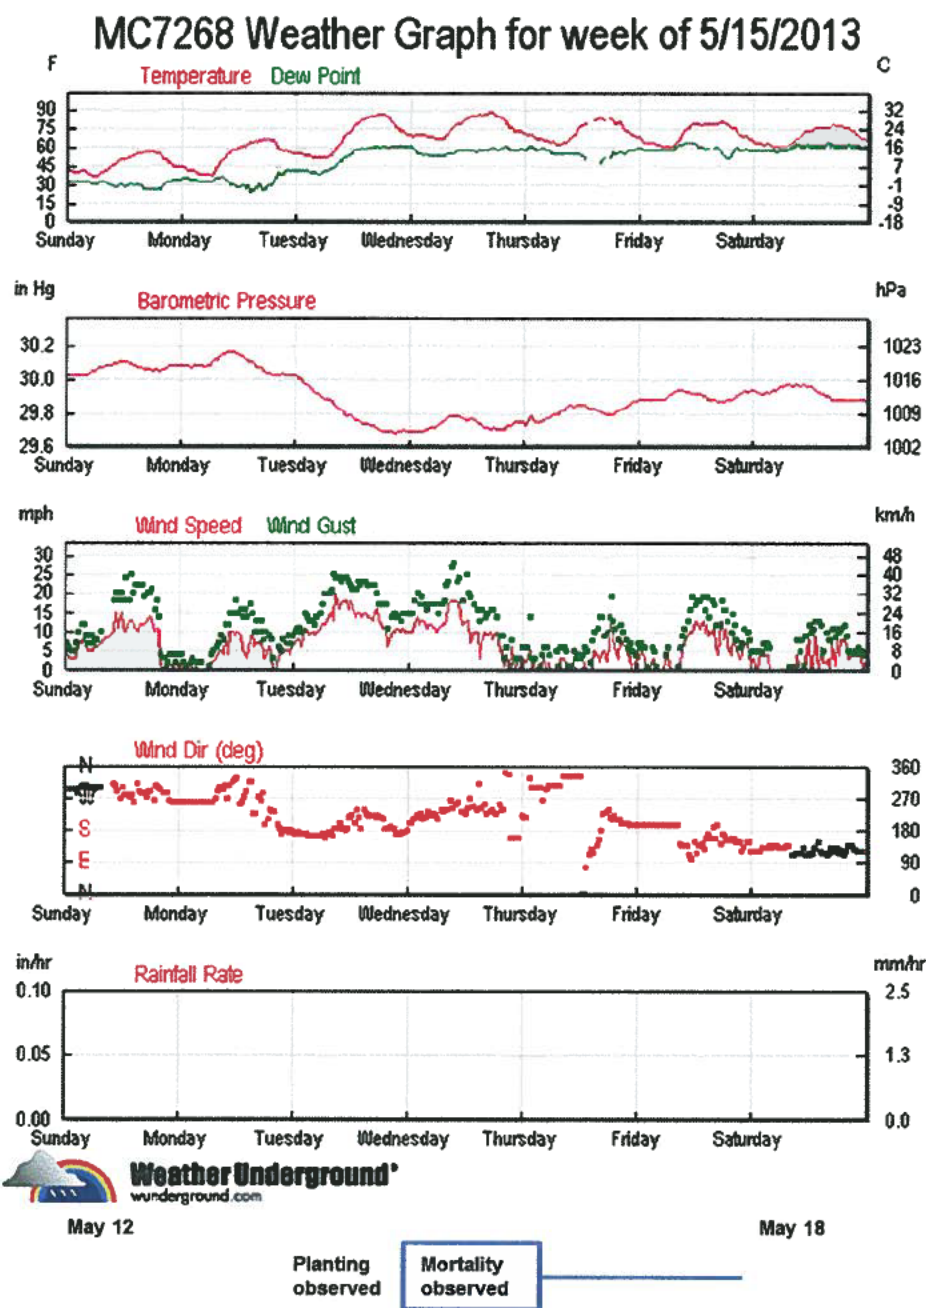 MC7268 Weather Graph for week of 5/15/2013
F Temperature Dew Point C
90 32
75 24
60 16
45 7
30 -1
15 -9
0 -18
Sunday Monday Tuesday Wednesday Thursday Friday Saturday
in Hg Barometric Pressure hPa
30.2 1023
30.0 1016
29.8 1009
29.6 1002
Sunday Monday Tuesday Wednesday Thursday Friday Saturday
mph Wind Speed Wind Gust km/h
30 48
25 40
20 32
15 24
10 16
5 8
0 0
Sunday Monday Tuesday Wednesday Thursday Friday Saturday
Wind Dir (deg)
N 360
W 270
S 180
E 90
N 0
Sunday Monday Tuesday Wednesday Thursday Friday Saturday
in/hr Rainfall Rate mm/hr
0.10 2.5
0.05 1.3
0.00 0.0
Sunday Monday Tuesday Wednesday Thursday Friday Saturday
Weather Underground®
wunderground.com
May 12 May 18
Planting Mortality
observed observed